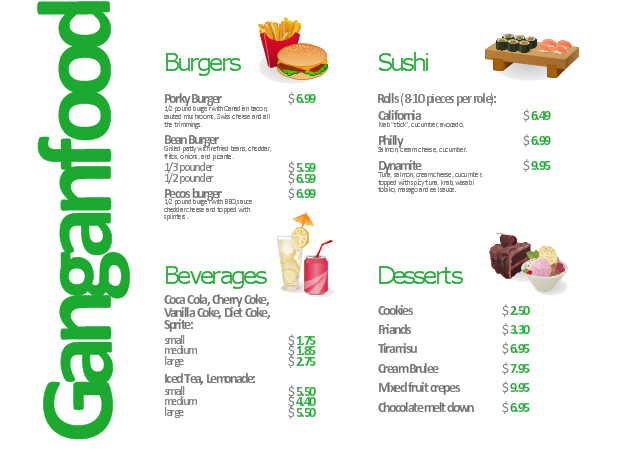 Ganganfood
Burgers
Porky Burger $ 6.99
1/2 pound burger with Canadian bacon,
sauted mushrooms, Swiss cheese and all
the trimmings.
Bean Burger
Grilled patty with refried beans, cheddar,
fritos, onions, and picante.
1/3 pounder $ 5.59
1/2 pounder $ 6.59
Pecos burger $ 6.99
1/2 pound burger with BBQ sauce
cheddar cheese and topped with
splinters.
Sushi
Rolls (8-10 pieces per role):
California $ 6.49
Krab "stick", cucumber, avocado.
Philly $ 6.99
Salmon, cream cheese, cucumber.
Dynamite $ 9.95
Tuna, salmon, cream cheese, cucumber,
topped with spicy tuna, krab, wasabi
tobiko, masago and eel sauce.
Beverages
Coca Cola, Cherry Coke,
Vanilla Coke, Diet Coke,
Sprite:
small $ 1.75
medium $ 1.85
large $ 2.75
Iced Tea, Lemonade:
small $ 5.50
medium $ 4.40
large $ 5.50
Desserts
Cookies $ 2.50
Friands $ 3.30
Tiramisu $ 6.95
Cream Brulee $ 7.95
Mixed fruit crepes $ 9.95
Chocolate melt down $ 6.95